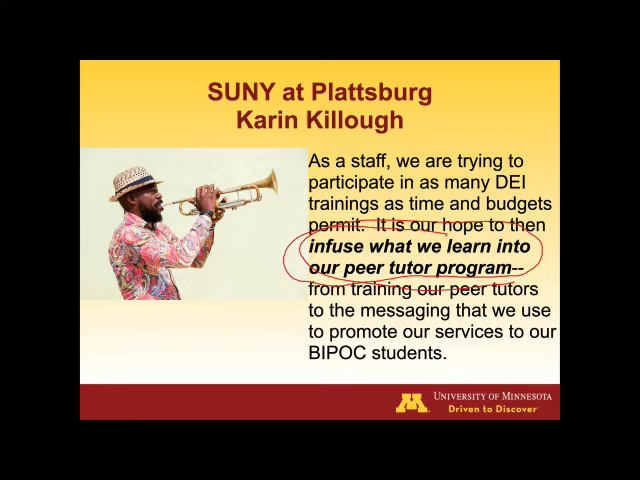 SUNY at Plattsburg
Karin Killough
As a staff, we are trying to
participate in as many DEI
trainings as time and budgets
permit. It is our hope to then
infuse what we learn into
our peer tutor program--
from training our peer tutors
to the messaging that we use
to promote our services to our
BIPOC students.
UNIVERSITY OF MINNESOTA
Driven to Discover